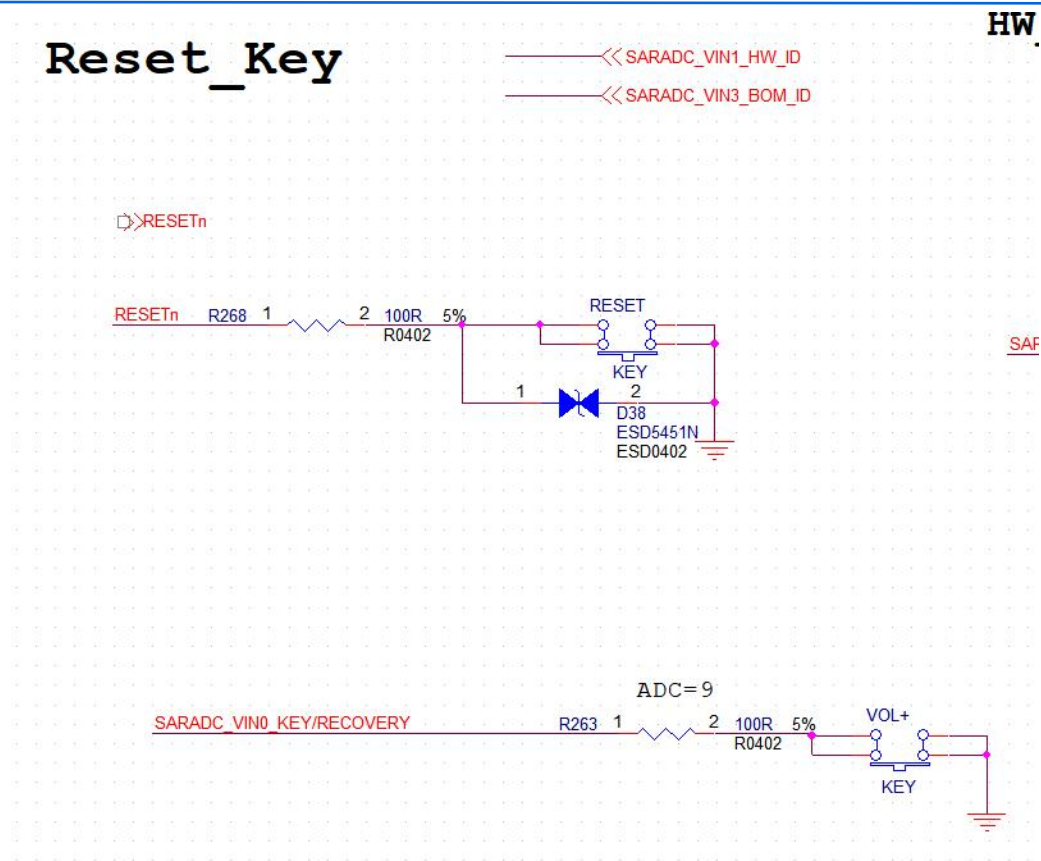 Reset_Key
HW_
SARADC_VIN1_HW_ID
SARADC_VIN3_BOM_ID
RESETn
RESETn R268 1 2 100R 5%
R0402
RESET
KEY
SAR
1 2
D38
ESD5451N
ESD0402
ADC=9
SARADC_VIN0_KEY/RECOVERY R263 1 2 100R 5%
R0402
VOL+
KEY